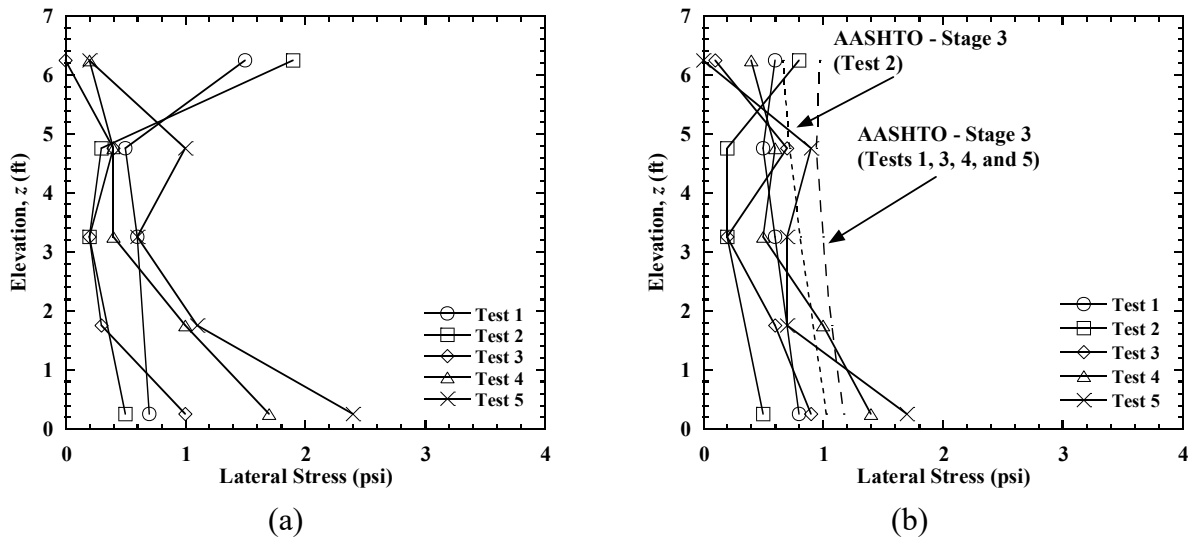 7
6
5
4
3
2
1
0
Elevation, z (ft)
0 1 2 3 4
Lateral Stress (psi)
Test 1
Test 2
Test 3
Test 4
Test 5
(a)
7
6
5
4
3
2
1
0
Elevation, z (ft)
AASHTO - Stage 3
(Test 2)
AASHTO - Stage 3
(Tests 1, 3, 4, and 5)
Test 1
Test 2
Test 3
Test 4
Test 5
0 1 2 3 4
Lateral Stress (psi)
(b)